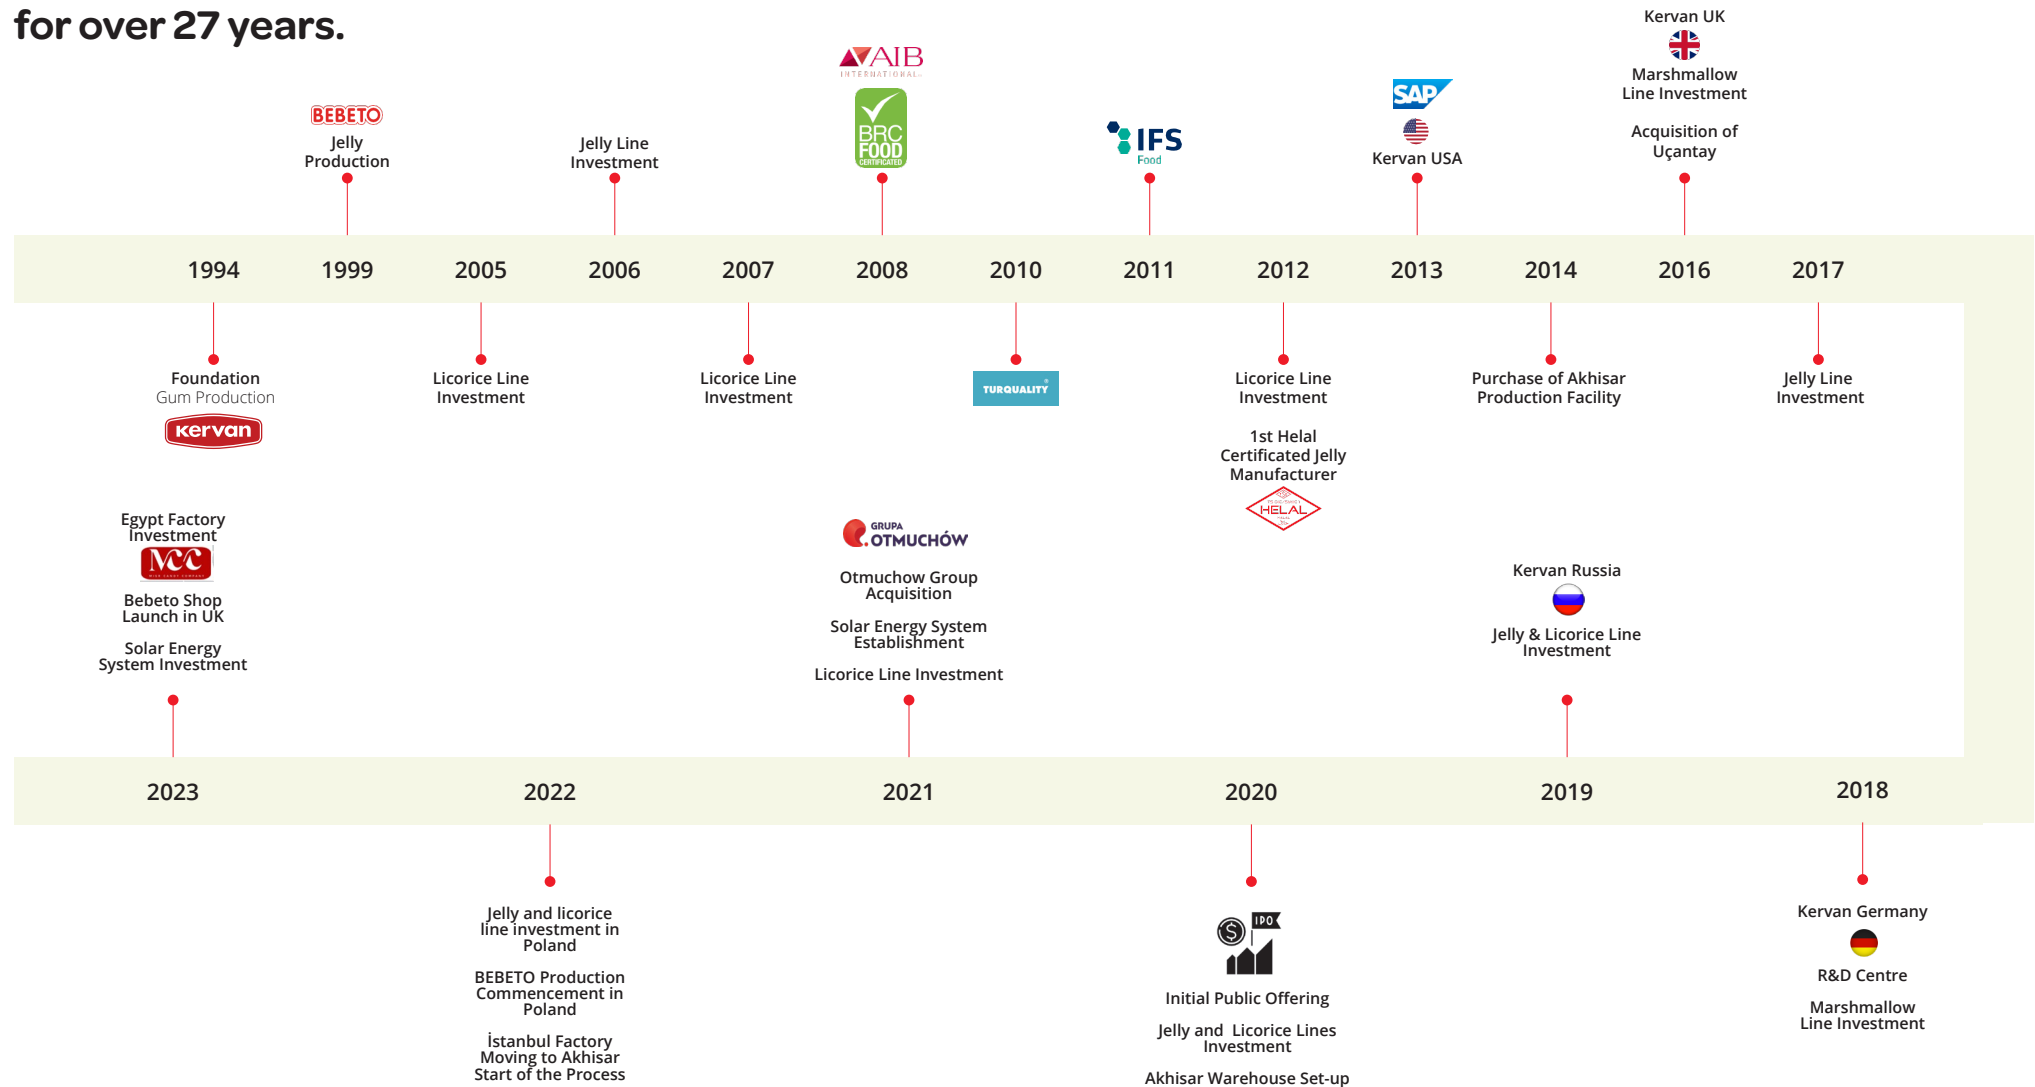 for over 27 years.
BEBETO
Jelly
Production
Jelly Line
Investment
AIB
INTERNATIONAL
BRC
FOOD
CERTIFICATED
IFS
Food
SAP
Kervan USA
Kervan UK
Marshmallow
Line Investment
Acquisition of
Uçantay
1994
1999
2005
2006
2007
2008
2010
2011
2012
2013
2014
2016
2017
Foundation
Gum Production
Kervan
Licorice Line
Investment
Licorice Line
Investment
TURQUALITY®
Licorice Line
Investment
1st Helal
Certificated Jelly
Manufacturer
HELAL
Purchase of Akhisar
Production Facility
Jelly Line
Investment
Egypt Factory
Investment
MCC
Bebeto Shop
Launch in UK
Solar Energy
System Investment
GRUPA
OTMUCHÓW
Otmuchow Group
Acquisition
Solar Energy System
Establishment
Licorice Line Investment
Kervan Russia
Jelly & Licorice Line
Investment
2023
2022
2021
2020
2019
2018
Jelly and licorice
line investment in
Poland
BEBETO Production
Commencement in
Poland
İstanbul Factory
Moving to Akhisar
Start of the Process
IPO
Initial Public Offering
Jelly and Licorice Lines
Investment
Akhisar Warehouse Set-up
Kervan Germany
R&D Centre
Marshmallow
Line Investment